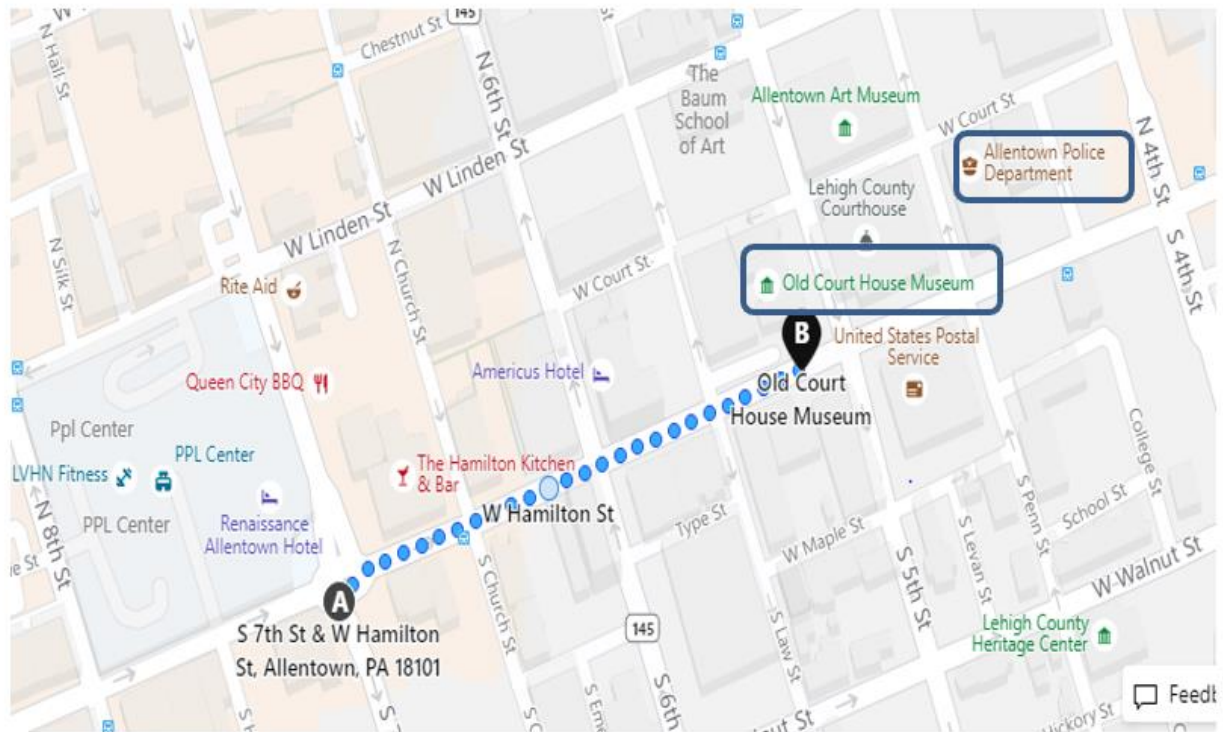 145
N Hall St
Chestnut St
N 6th St
The
Baum
School
of Art
Allentown Art Museum
W Court St
Allentown Police
Department
N 4th St
W Linden St
Lehigh County
Courthouse
W Linden St
N Silk St
N Church St
W Court St
Old Court House Museum
S 4th St
Rite Aid
B
United States Postal
Service
Americus Hotel
Queen City BBQ
Old Court
House Museum
Ppl Center
College St
PPL Center
LVHN Fitness
The Hamilton Kitchen
& Bar
W Hamilton St
PPL Center
Renaissance
Allentown Hotel
N 8th St
Type St
W Maple St
S Penn St
School St
S Levan St
S 5th St
W Walnut St
A
S Church St
S 7th St & W Hamilton
St, Allentown, PA 18101
145
S Law St
Lehigh County
Heritage Center
S 6th
Hickory St